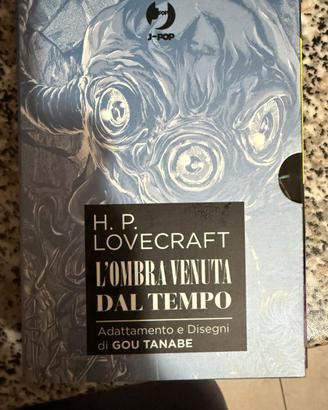 J-POP
H. P.
LOVECRAFT
L'OMBRA VENUTA
DAL TEMPO
Adattamento e Disegni
di GOU TANABE